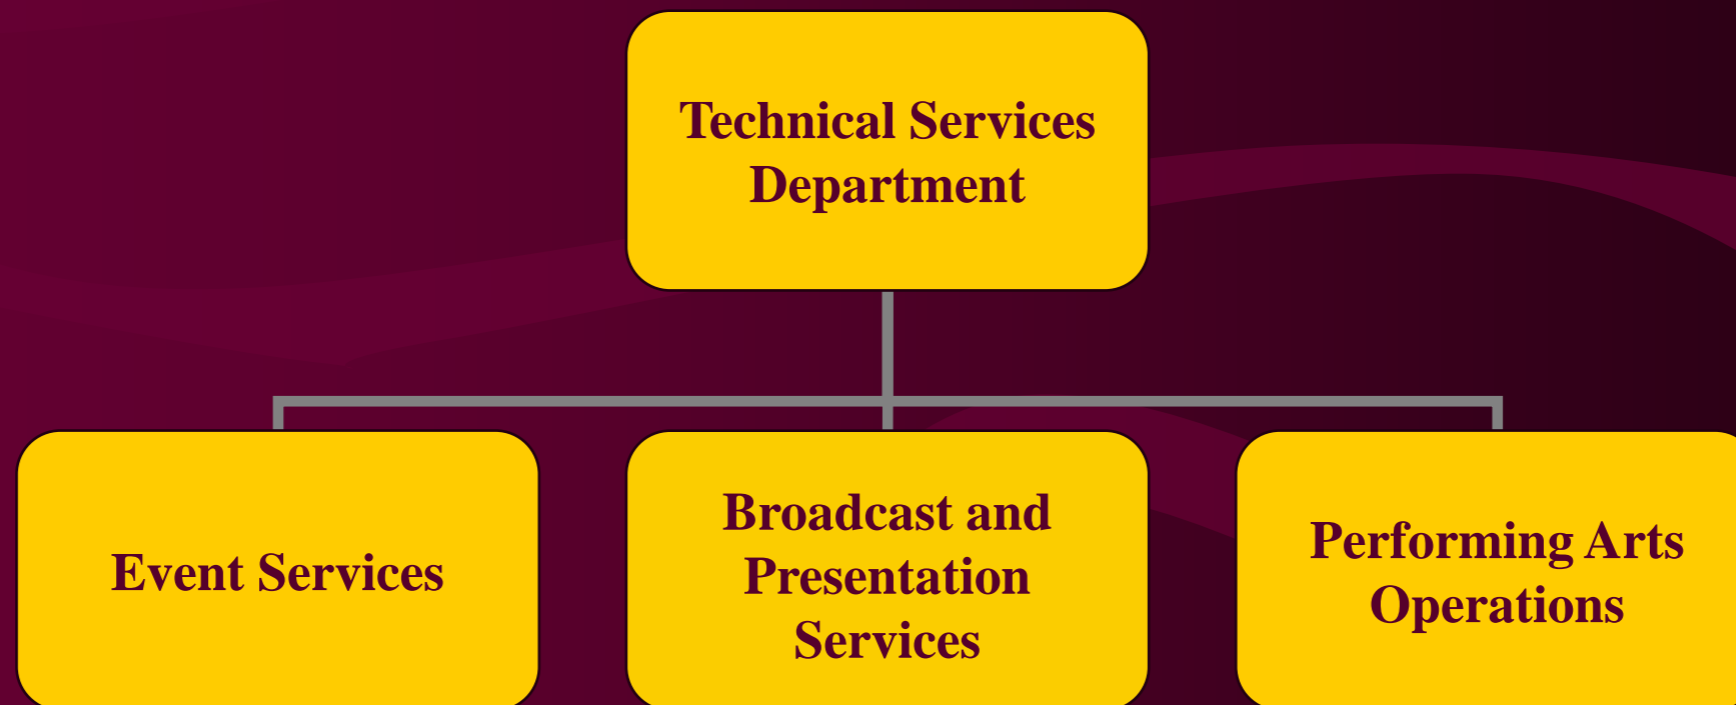 Technical Services
Department
Event Services
Broadcast and
Presentation
Services
Performing Arts
Operations